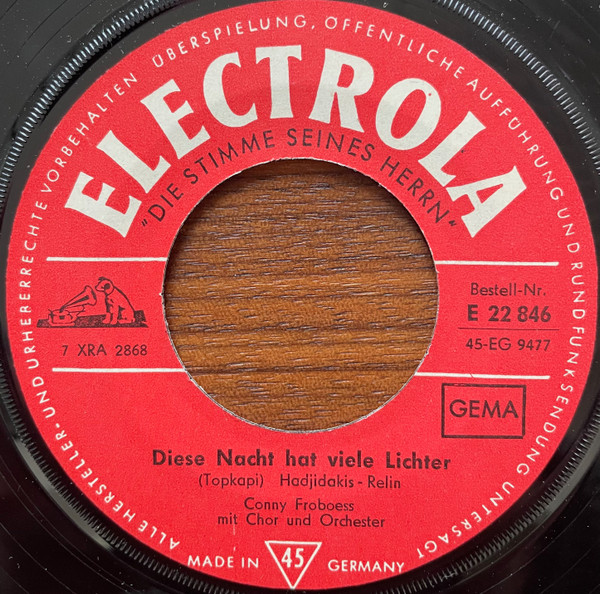 ALLE HERSTELLER- UND URHEBERRECHTE VORBEHALTEN ÜBERSPIELUNG, ÖFFENTLICHE AUFFÜHRUNG UND RUNDFUNKSENDUNG UNTERSAGT
ELECTROLA
„DIE STIMME SEINES HERRN"
Bestell-Nr.
E 22 846
7 XRA 2868
45-EG 9477
GEMA
Diese Nacht hat viele Lichter
(Topkapi) Hadjidakis - Relin
Conny Froboess
mit Chor und Orchester
MADE IN 45 GERMANY